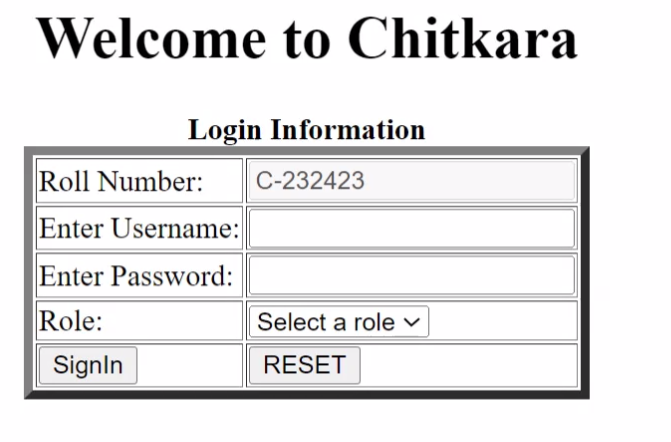 Welcome to Chitkara
Login Information
Roll Number: C-232423
Enter Username:
Enter Password:
Role: Select a role
SignIn RESET